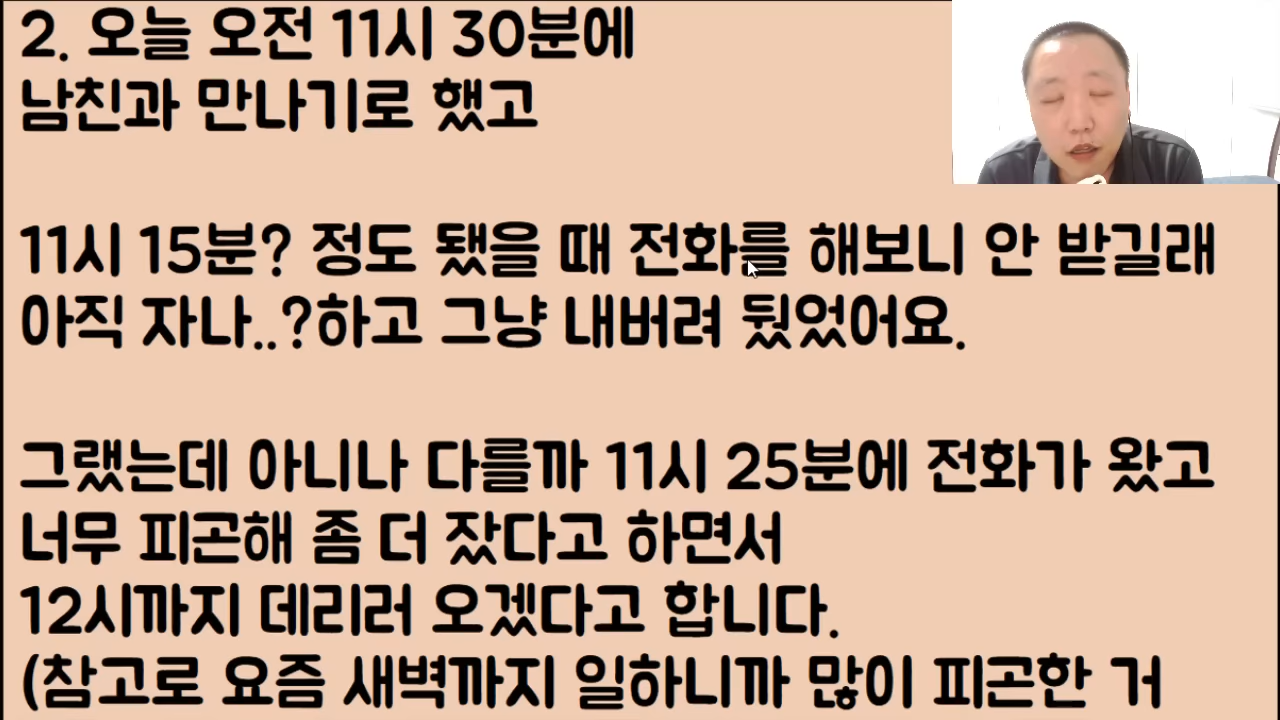 2. 오늘 오전 11시 30분에
남친과 만나기로 했고
11시 15분? 정도 됐을 때 전화를 해보니 안 받길래
아직 자나..?하고 그냥 내버려 뒀었어요.
그랬는데 아니나 다를까 11시 25분에 전화가 왔고
너무 피곤해 좀 더 잤다고 하면서
12시까지 데리러 오겠다고 합니다.
(참고로 요즘 새벽까지 일하니까 많이 피곤한 거